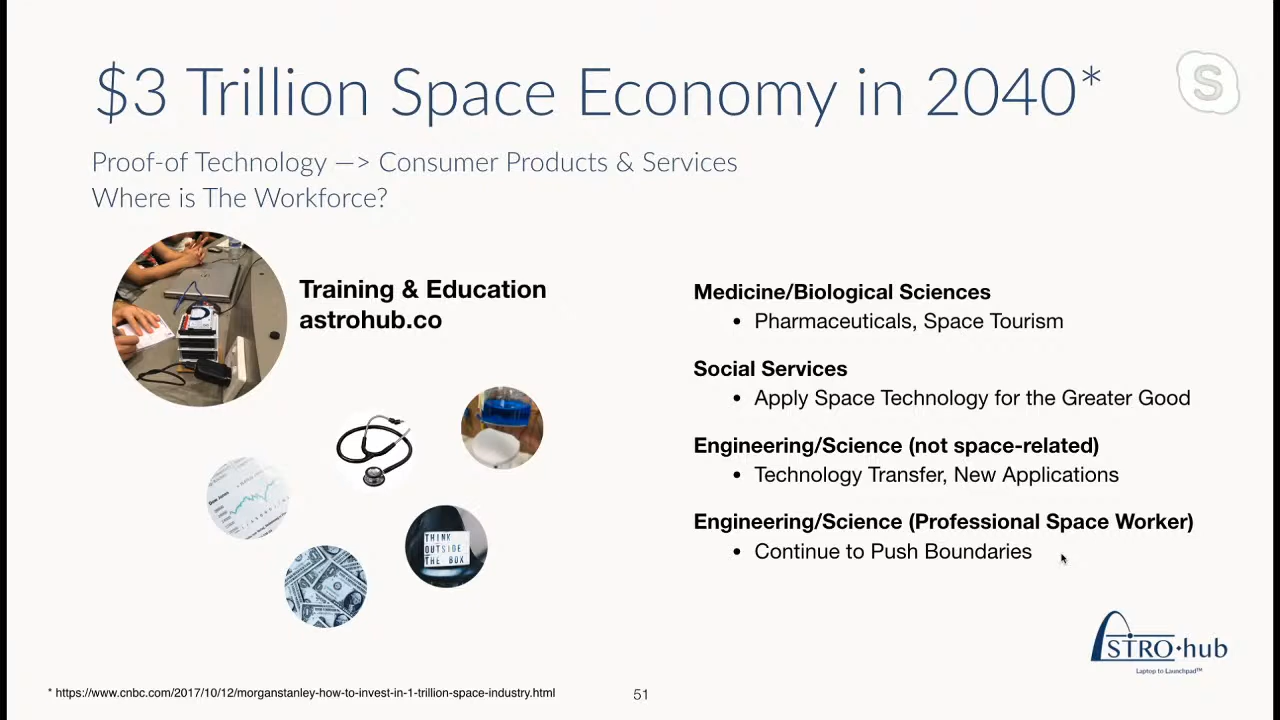 $3 Trillion Space Economy in 2040*
S
Proof-of Technology —> Consumer Products & Services
Where is The Workforce?
Training & Education
astrohub.co
Medicine/Biological Sciences
• Pharmaceuticals, Space Tourism
Social Services
• Apply Space Technology for the Greater Good
Engineering/Science (not space-related)
• Technology Transfer, New Applications
Engineering/Science (Professional Space Worker)
• Continue to Push Boundaries
THINK
OUTSIDE
THE BOX
ASTRO·hub
Laptop to Launchpad™
* https://www.cnbc.com/2017/10/12/morganstanley-how-to-invest-in-1-trillion-space-industry.html
51